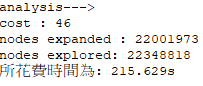 analysis--->
cost : 46
nodes expanded : 22001973
nodes explored: 22348818
所花費時間為: 215.629s